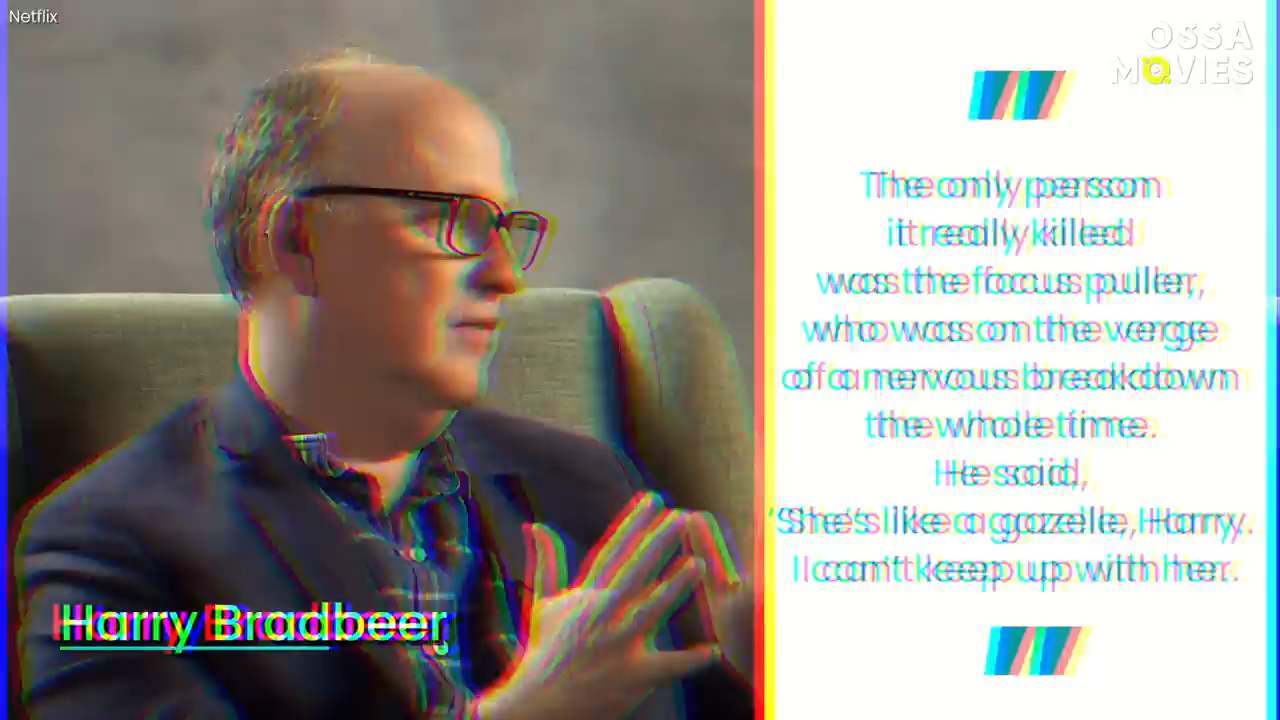 Netflix
OSSA
MOVIES
The only person
it really killed
was the focus puller,
who was on the verge
of a nervous breakdown
the whole time.
He said,
'She's like a gazelle, Harry.
I can't keep up with her.
Harry Bradbeer